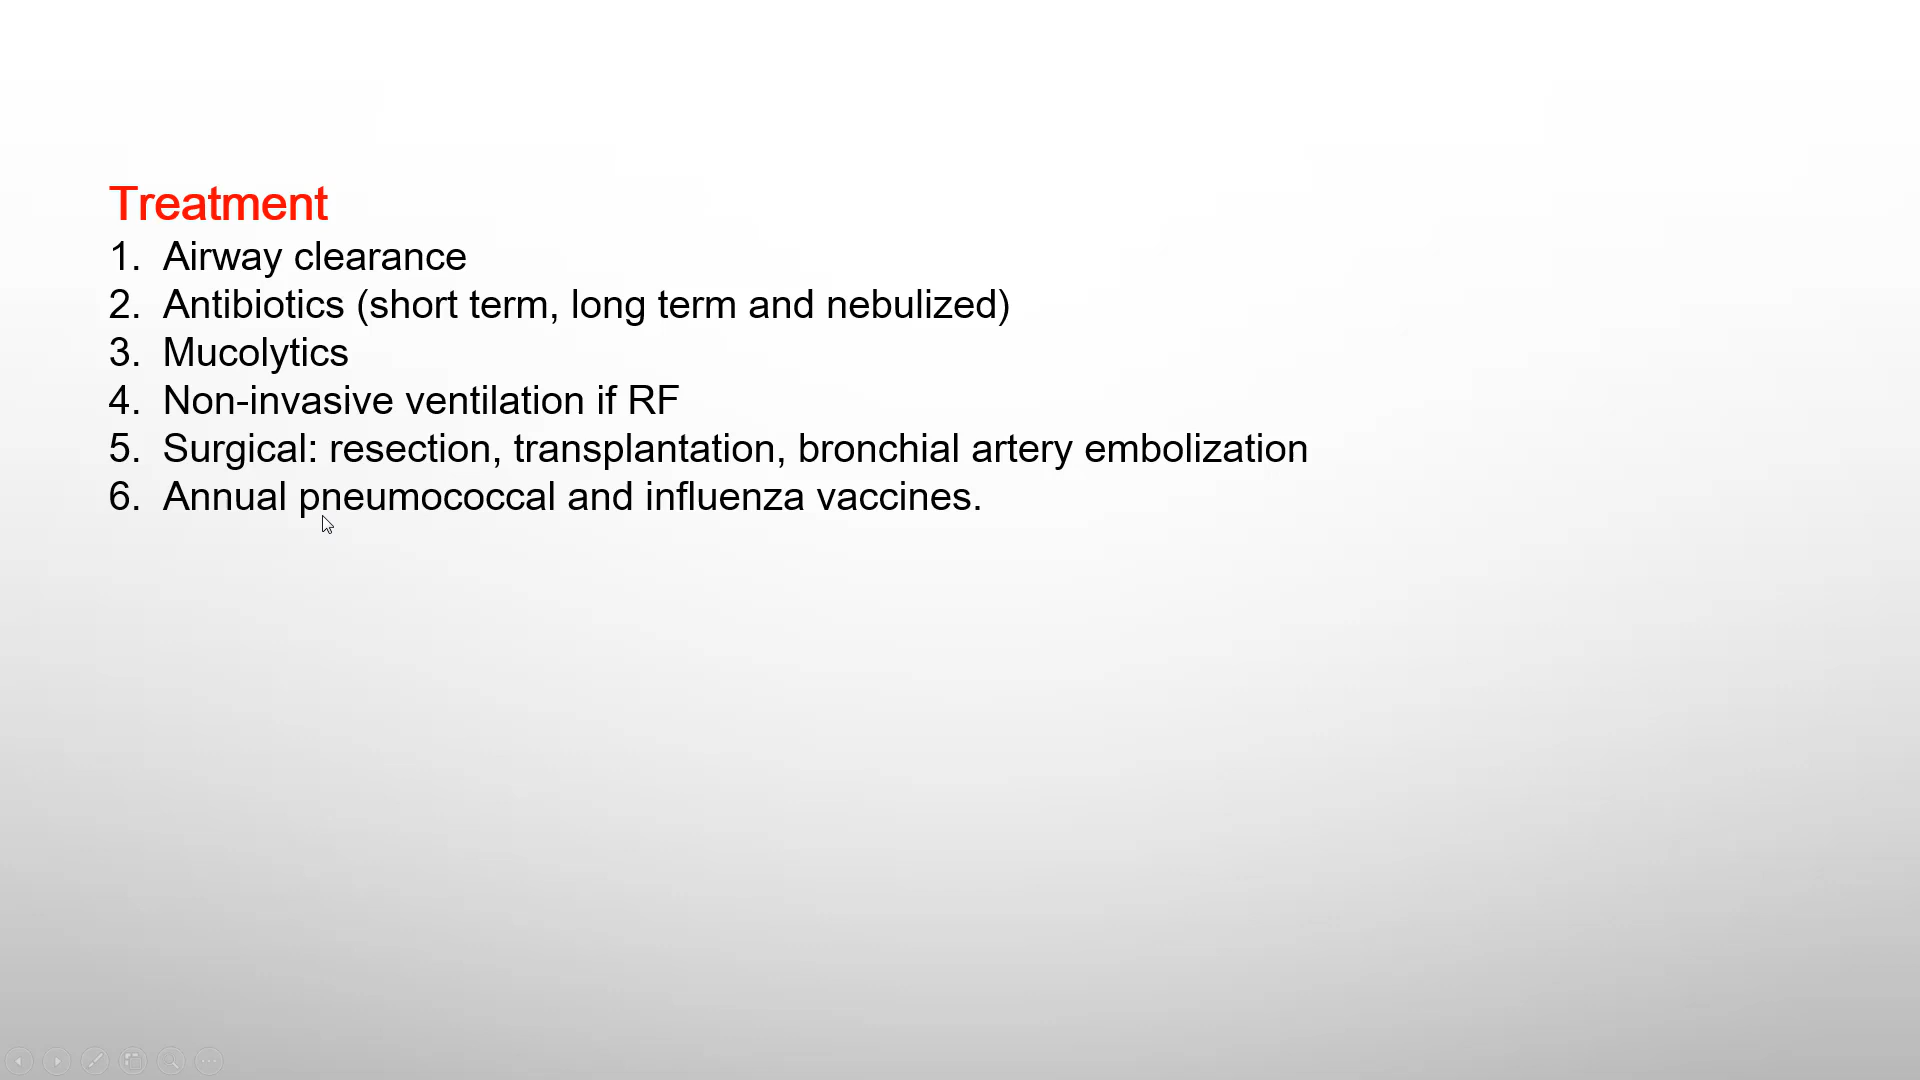 Treatment
1. Airway clearance
2. Antibiotics (short term, long term and nebulized)
3. Mucolytics
4. Non-invasive ventilation if RF
5. Surgical: resection, transplantation, bronchial artery embolization
6. Annual pneumococcal and influenza vaccines.